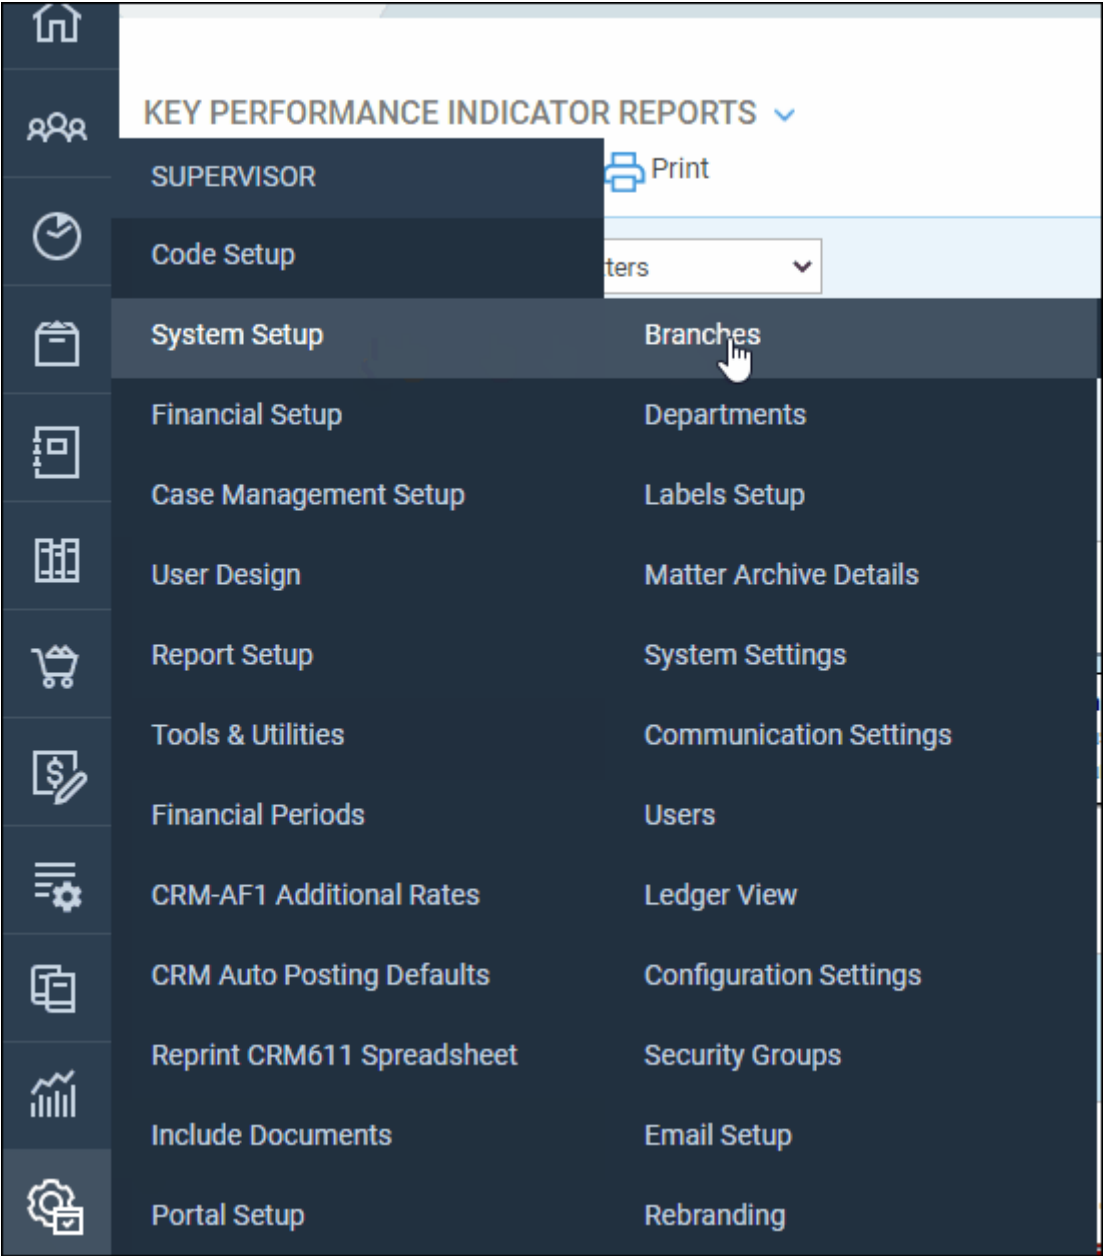 KEY PERFORMANCE INDICATOR REPORTS
SUPERVISOR
Print
Code Setup
ters
System Setup
Branches
Financial Setup
Departments
Case Management Setup
Labels Setup
User Design
Matter Archive Details
Report Setup
System Settings
Tools & Utilities
Communication Settings
Financial Periods
Users
CRM-AF1 Additional Rates
Ledger View
CRM Auto Posting Defaults
Configuration Settings
Reprint CRM611 Spreadsheet
Security Groups
Include Documents
Email Setup
Portal Setup
Rebranding